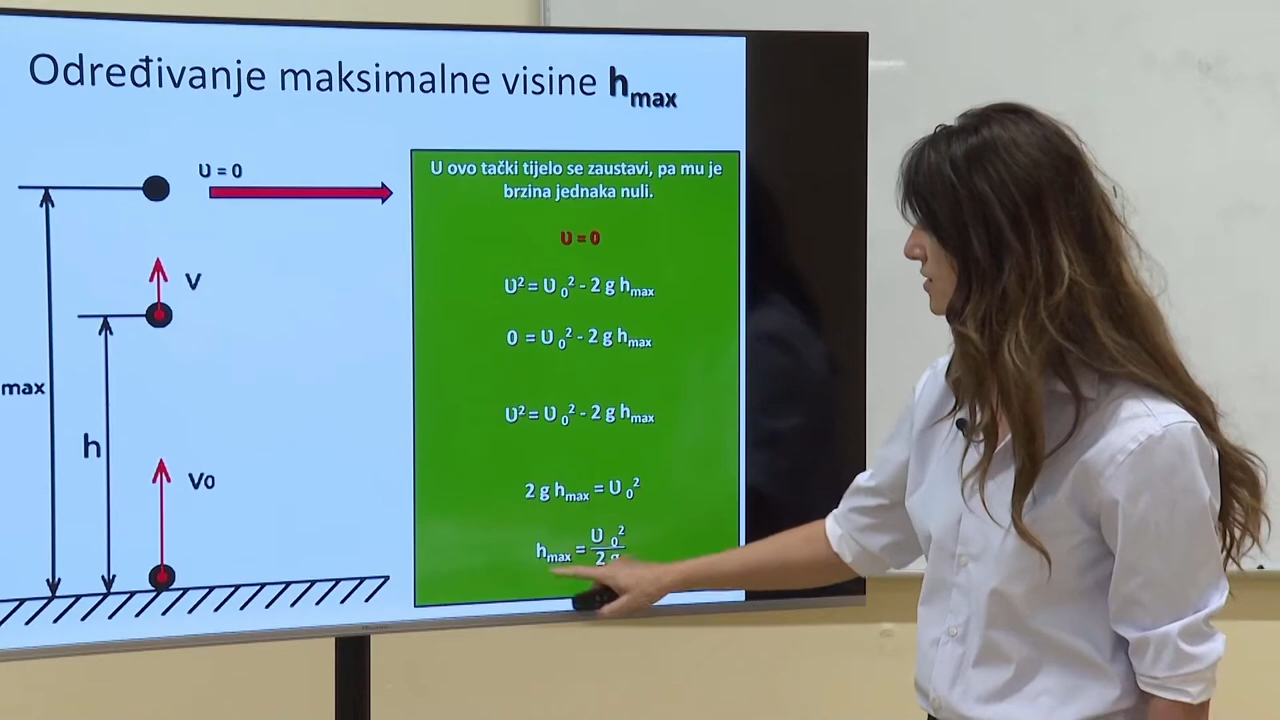 Određivanje maksimalne visine hmax
υ = 0
V
max
h
V0
U ovo tački tijelo se zaustavi, pa mu je
brzina jednaka nuli.
υ = 0
υ² = υ₀² - 2 g hmax
0 = υ₀² - 2 g hmax
υ² = υ₀² - 2 g hmax
2 g hmax = υ₀²
hmax = υ₀² / 2 g